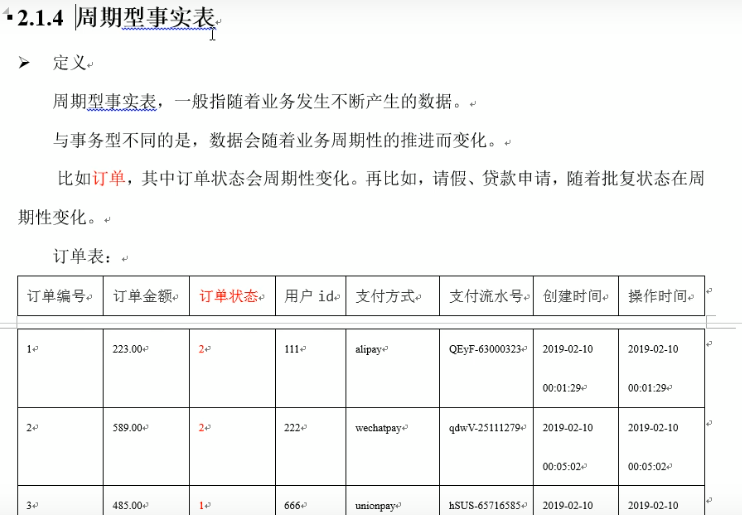 2.1.4 周期型事实表
定义
周期型事实表，一般指随着业务发生不断产生的数据。
与事务型不同的是，数据会随着业务周期性的推进而变化。
比如订单，其中订单状态会周期性变化。再比如，请假、贷款申请，随着批复状态在周
期性变化。
订单表：
订单编号 订单金额 订单状态 用户 id 支付方式 支付流水号 创建时间 操作时间
1 223.00 2 111 alipay QEyF-63000323 2019-02-10 2019-02-10
00:01:29 00:01:29
2 589.00 2 222 wechatpay qdwV-25111279 2019-02-10 2019-02-10
00:05:02 00:05:02
3 485.00 1 666 unionpay hSUS-65716585 2019-02-10 2019-02-10